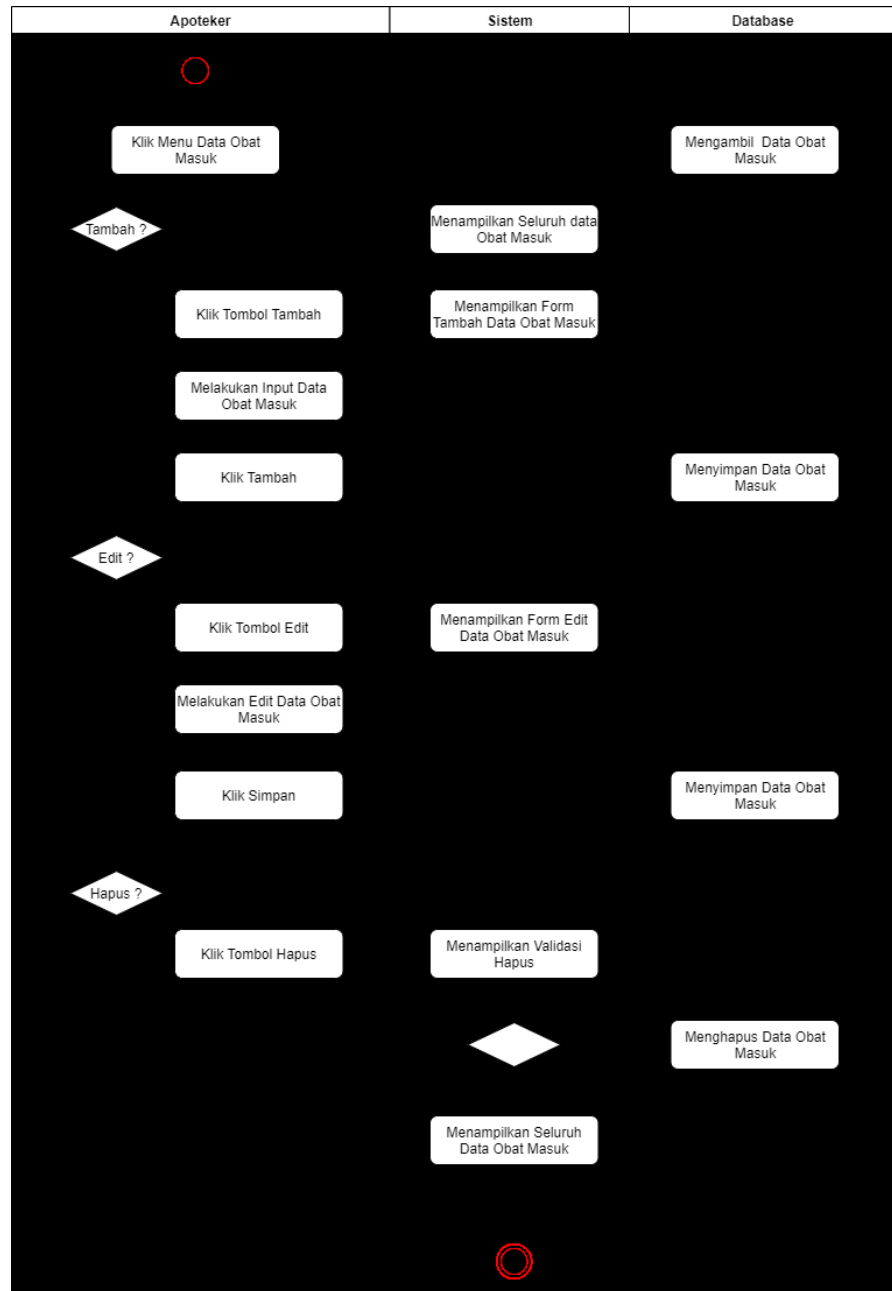 Apoteker
Sistem
Database
Klik Menu Data Obat
Masuk
Mengambil Data Obat
Masuk
Tambah ?
Menampilkan Seluruh data
Obat Masuk
Klik Tombol Tambah
Menampilkan Form
Tambah Data Obat Masuk
Melakukan Input Data
Obat Masuk
Klik Tambah
Menyimpan Data Obat
Masuk
Edit ?
Klik Tombol Edit
Menampilkan Form Edit
Data Obat Masuk
Melakukan Edit Data Obat
Masuk
Klik Simpan
Menyimpan Data Obat
Masuk
Hapus ?
Klik Tombol Hapus
Menampilkan Validasi
Hapus
Menghapus Data Obat
Masuk
Menampilkan Seluruh
Data Obat Masuk